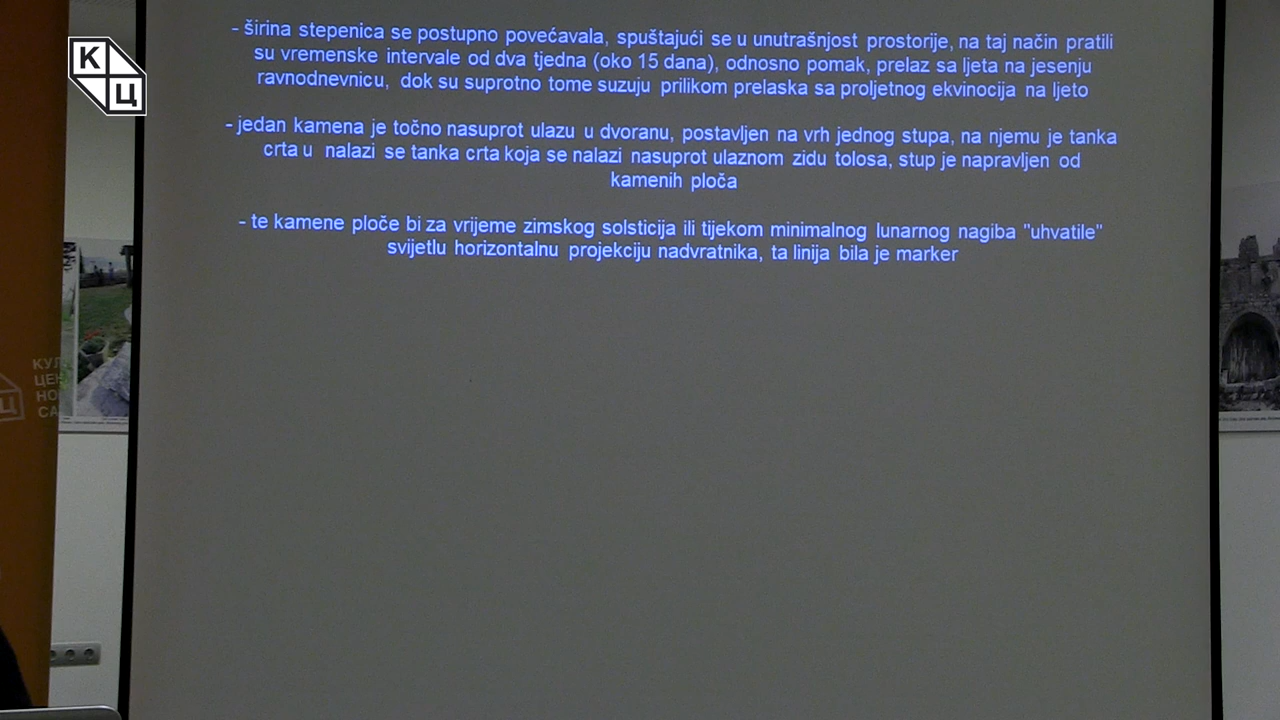 К
Ц
- širina stepenica se postupno povećavala, spuštajući se u unutrašnjost prostorije, na taj način pratili
su vremenske intervale od dva tjedna (oko 15 dana), odnosno pomak, prelaz sa ljeta na jesenju
ravnodnevnicu, dok su suprotno tome suzuju prilikom prelaska sa proljetnog ekvinocija na ljeto
- jedan kamena je točno nasuprot ulazu u dvoranu, postavljen na vrh jednog stupa, na njemu je tanka
crta u nalazi se tanka crta koja se nalazi nasuprot ulaznom zidu tolosa, stup je napravljen od
kamenih ploča
- te kamene ploče bi za vrijeme zimskog solsticija ili tijekom minimalnog lunarnog nagiba "uhvatile"
svijetlu horizontalnu projekciju nadvratnika, ta linija bila je marker
Ц
КУЛ
ЦЕН
НО
СА